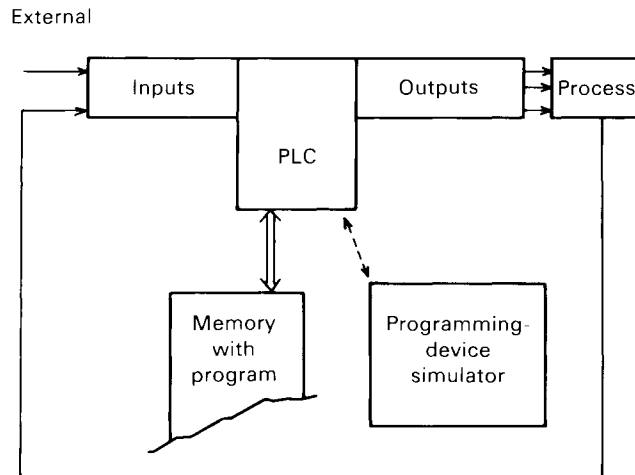 External
Inputs
Outputs
Process
PLC
Memory
with
program
Programming-
device
simulator